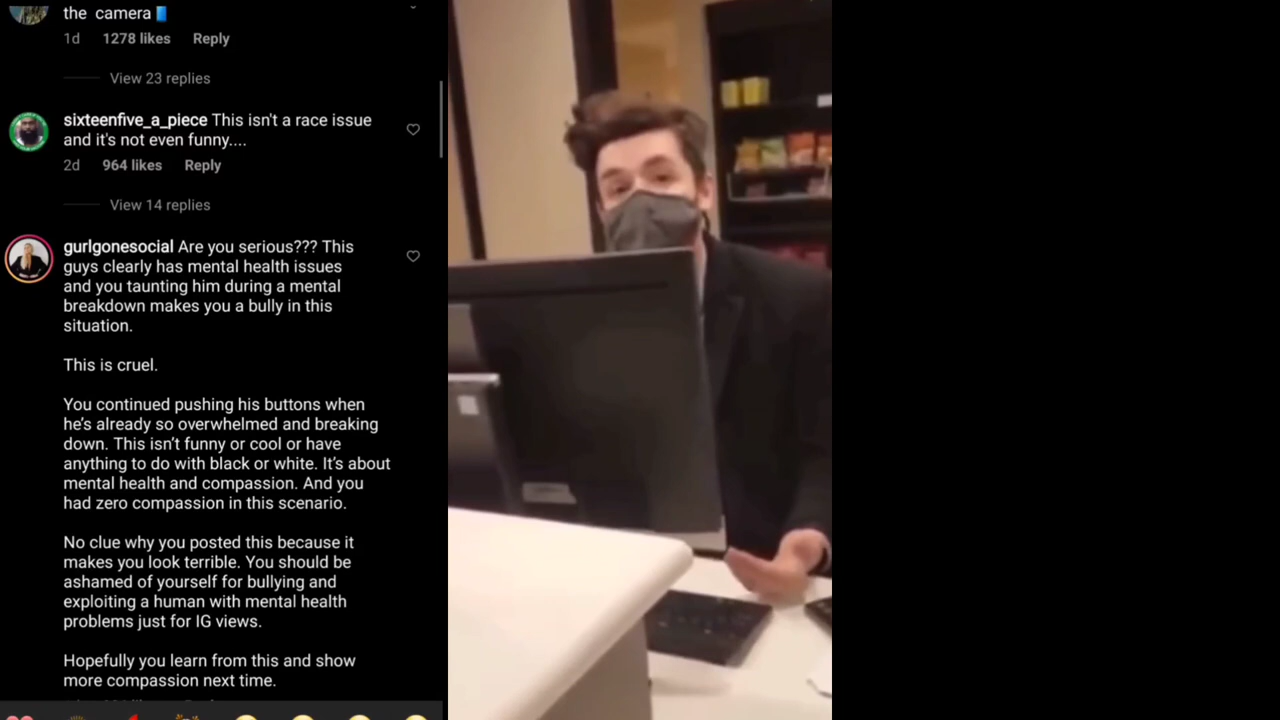 the camera
1d 1278 likes Reply
View 23 replies
sixteenfive_a_piece This isn't a race issue
and it's not even funny....
2d 964 likes Reply
View 14 replies
gurlgonesocial Are you serious??? This
guys clearly has mental health issues
and you taunting him during a mental
breakdown makes you a bully in this
situation.
This is cruel.
You continued pushing his buttons when
he’s already so overwhelmed and breaking
down. This isn’t funny or cool or have
anything to do with black or white. It’s about
mental health and compassion. And you
had zero compassion in this scenario.
No clue why you posted this because it
makes you look terrible. You should be
ashamed of yourself for bullying and
exploiting a human with mental health
problems just for IG views.
Hopefully you learn from this and show
more compassion next time.